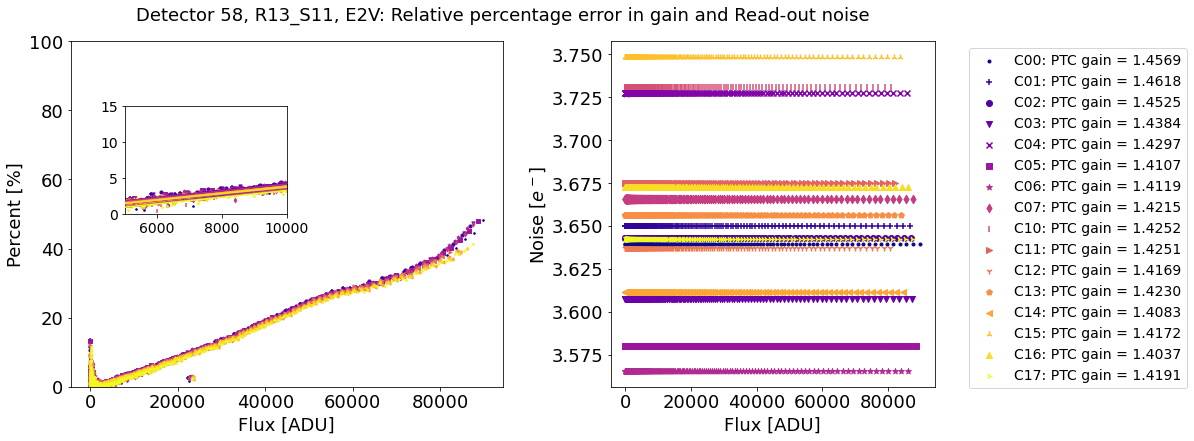 Detector 58, R13_S11, E2V: Relative percentage error in gain and Read-out noise
Percent [%]
100
80
60
40
20
0
15
10
5
0
6000 8000 10000
0 20000 40000 60000 80000
Flux [ADU]
Noise [e⁻]
3.750
3.725
3.700
3.675
3.650
3.625
3.600
3.575
0 20000 40000 60000 80000
Flux [ADU]
C00: PTC gain = 1.4569
C01: PTC gain = 1.4618
C02: PTC gain = 1.4525
C03: PTC gain = 1.4384
C04: PTC gain = 1.4297
C05: PTC gain = 1.4107
C06: PTC gain = 1.4119
C07: PTC gain = 1.4215
C10: PTC gain = 1.4252
C11: PTC gain = 1.4251
C12: PTC gain = 1.4169
C13: PTC gain = 1.4230
C14: PTC gain = 1.4083
C15: PTC gain = 1.4172
C16: PTC gain = 1.4037
C17: PTC gain = 1.4191